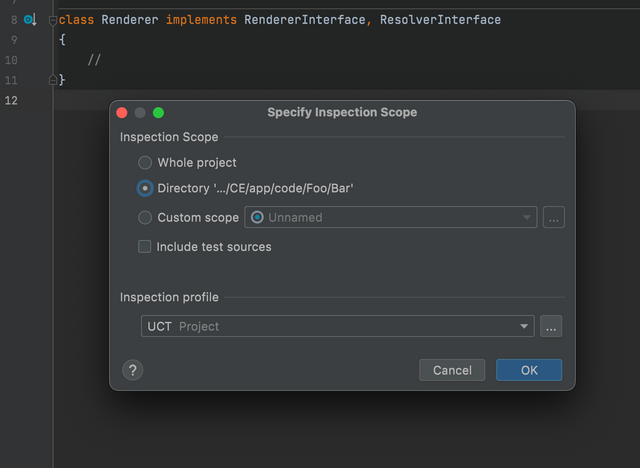 8 class Renderer implements RendererInterface, ResolverInterface
9 {
10 //
11 }
12
Specify Inspection Scope
Inspection Scope
Whole project
Directory '.../CE/app/code/Foo/Bar'
Custom scope Unnamed ...
Include test sources
Inspection profile
UCT Project ...
? Cancel OK